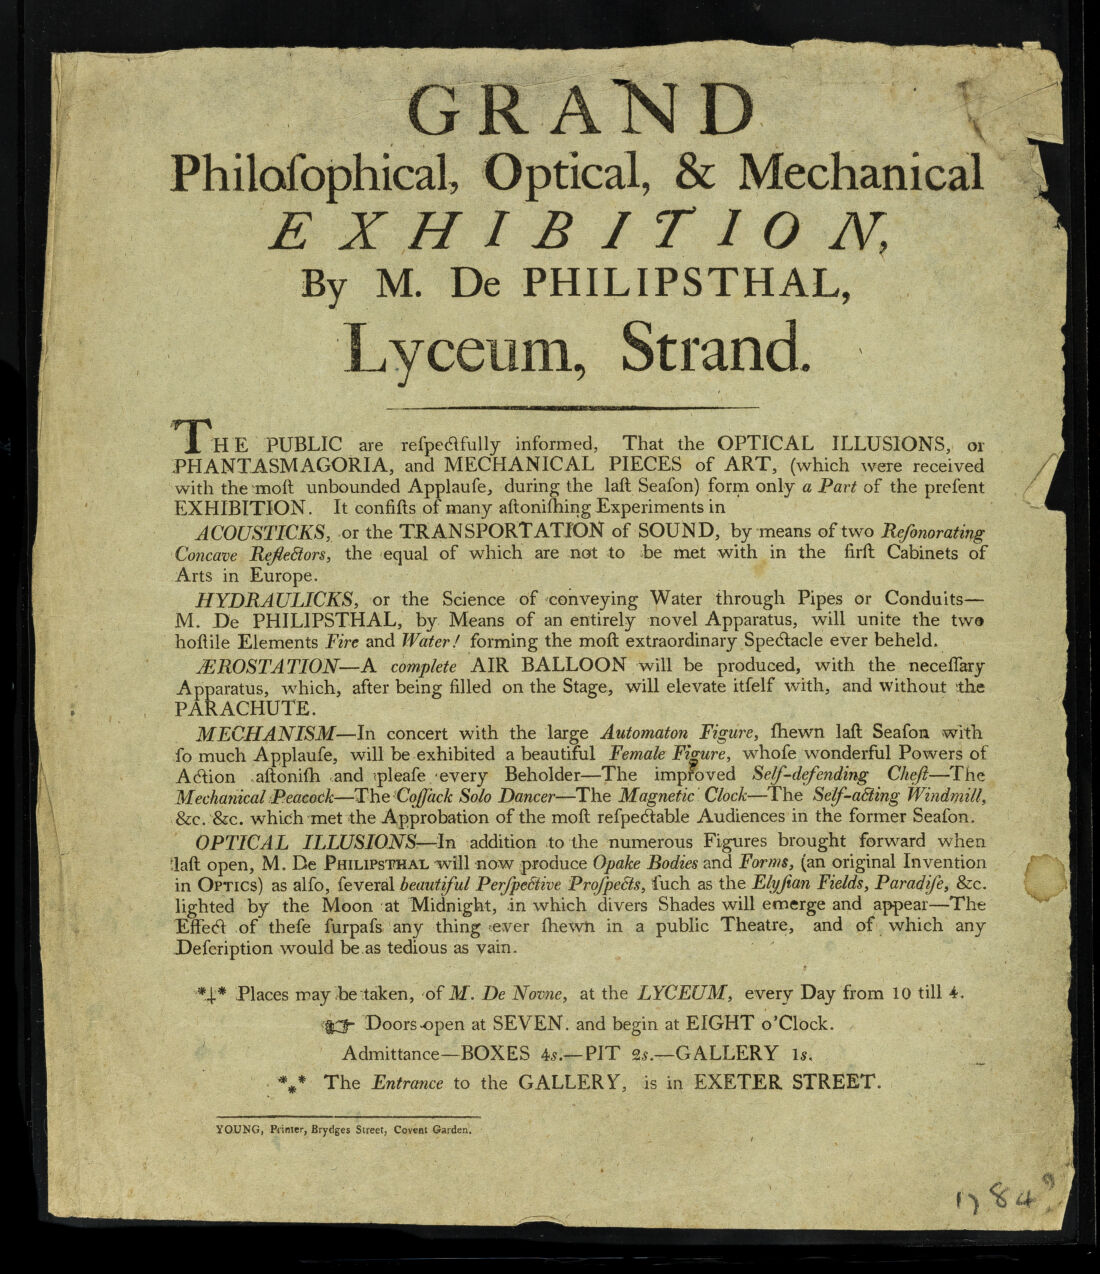 GRAND
Philoſophical, Optical, & Mechanical
EXHIBITION,
By M. De PHILIPSTHAL,
Lyceum, Strand.
THE PUBLIC are reſpectfully informed, That the OPTICAL ILLUSIONS, or
PHANTASMAGORIA, and MECHANICAL PIECES of ART, (which were received
with the moſt unbounded Applauſe, during the laſt Seaſon) form only a Part of the preſent
EXHIBITION. It conſiſts of many aſtoniſhing Experiments in
ACOUSTICKS, or the TRANSPORTATION of SOUND, by means of two Reſonorating
Concave Reflectors, the equal of which are not to be met with in the firſt Cabinets of
Arts in Europe.
HYDRAULICKS, or the Science of conveying Water through Pipes or Conduits—
M. De PHILIPSTHAL, by Means of an entirely novel Apparatus, will unite the two
hoſtile Elements Fire and Water! forming the moſt extraordinary Spectacle ever beheld.
ÆROSTATION—A complete AIR BALLOON will be produced, with the neceſſary
Apparatus, which, after being filled on the Stage, will elevate itſelf with, and without the
PARACHUTE.
MECHANISM—In concert with the large Automaton Figure, ſhewn laſt Seaſon with
ſo much Applauſe, will be exhibited a beautiful Female Figure, whoſe wonderful Powers of
Action aſtoniſh and pleaſe every Beholder—The improved Self-defending Cheſt—The
Mechanical Peacock—The Coſſack Solo Dancer—The Magnetic Clock—The Self-acting Windmill,
&c. &c. which met the Approbation of the moſt reſpectable Audiences in the former Seaſon.
OPTICAL ILLUSIONS—In addition to the numerous Figures brought forward when
laſt open, M. De PHILIPSTHAL will now produce Opake Bodies and Forms, (an original Invention
in OPTICS) as alſo, ſeveral beautiful Perſpective Proſpects, ſuch as the Elyſian Fields, Paradiſe, &c.
lighted by the Moon at Midnight, in which divers Shades will emerge and appear—The
Effect of theſe ſurpaſs any thing ever ſhewn in a public Theatre, and of which any
Deſcription would be as tedious as vain.
*‡* Places may be taken, of M. De Novne, at the LYCEUM, every Day from 10 till 4.
☞ Doors open at SEVEN. and begin at EIGHT o'Clock.
Admittance—BOXES 4s.—PIT 2s.—GALLERY 1s.
*⁎* The Entrance to the GALLERY, is in EXETER STREET.
YOUNG, Printer, Brydges Street, Covent Garden.
1784?